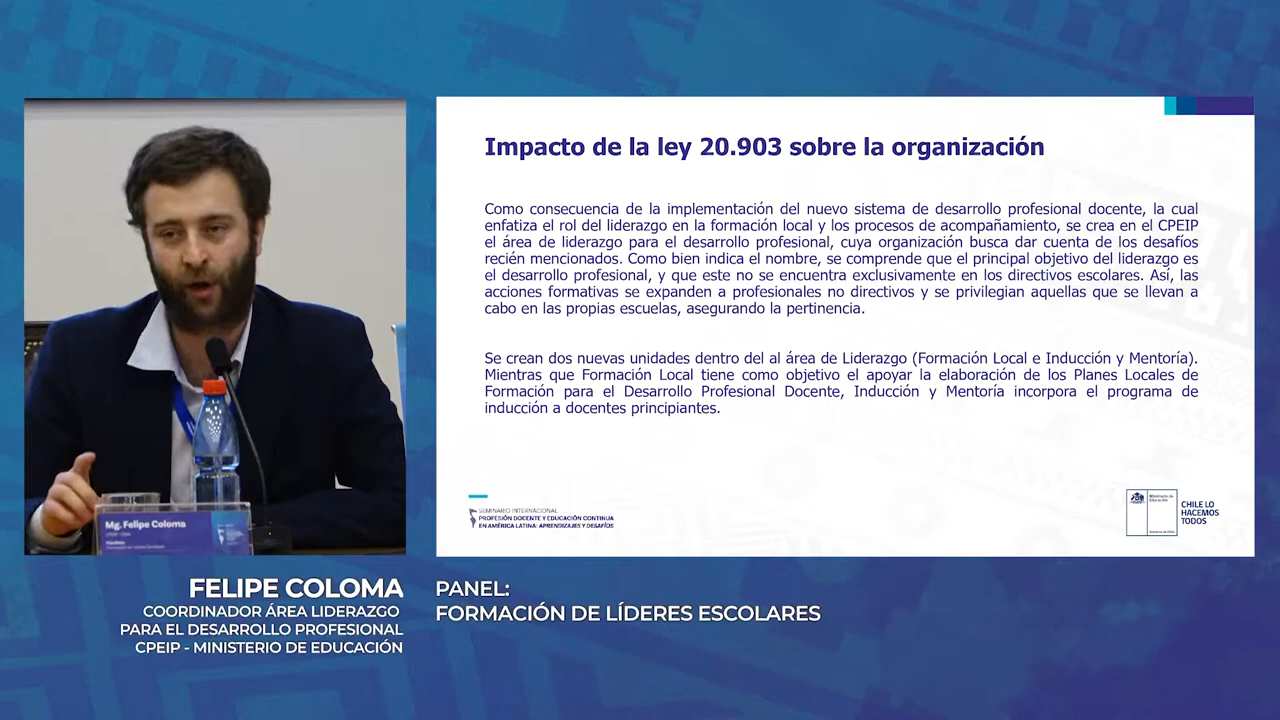 Impacto de la ley 20.903 sobre la organización
Como consecuencia de la implementación del nuevo sistema de desarrollo profesional docente, la cual
enfatiza el rol del liderazgo en la formación local y los procesos de acompañamiento, se crea en el CPEIP
el área de liderazgo para el desarrollo profesional, cuya organización busca dar cuenta de los desafíos
recién mencionados. Como bien indica el nombre, se comprende que el principal objetivo del liderazgo es
el desarrollo profesional, y que este no se encuentra exclusivamente en los directivos escolares. Así, las
acciones formativas se expanden a profesionales no directivos y se privilegian aquellas que se llevan a
cabo en las propias escuelas, asegurando la pertinencia.
Se crean dos nuevas unidades dentro del al área de Liderazgo (Formación Local e Inducción y Mentoría).
Mientras que Formación Local tiene como objetivo el apoyar la elaboración de los Planes Locales de
Formación para el Desarrollo Profesional Docente, Inducción y Mentoría incorpora el programa de
inducción a docentes principiantes.
SEMINARIO INTERNACIONAL
PROFESIÓN DOCENTE Y EDUCACIÓN CONTINUA
EN AMÉRICA LATINA: APRENDIZAJES Y DESAFÍOS
Ministerio de
Educación
Gobierno de Chile
CHILE LO
HACEMOS
TODOS
Mg. Felipe Coloma
FELIPE COLOMA
COORDINADOR ÁREA LIDERAZGO
PARA EL DESARROLLO PROFESIONAL
CPEIP - MINISTERIO DE EDUCACIÓN
PANEL:
FORMACIÓN DE LÍDERES ESCOLARES